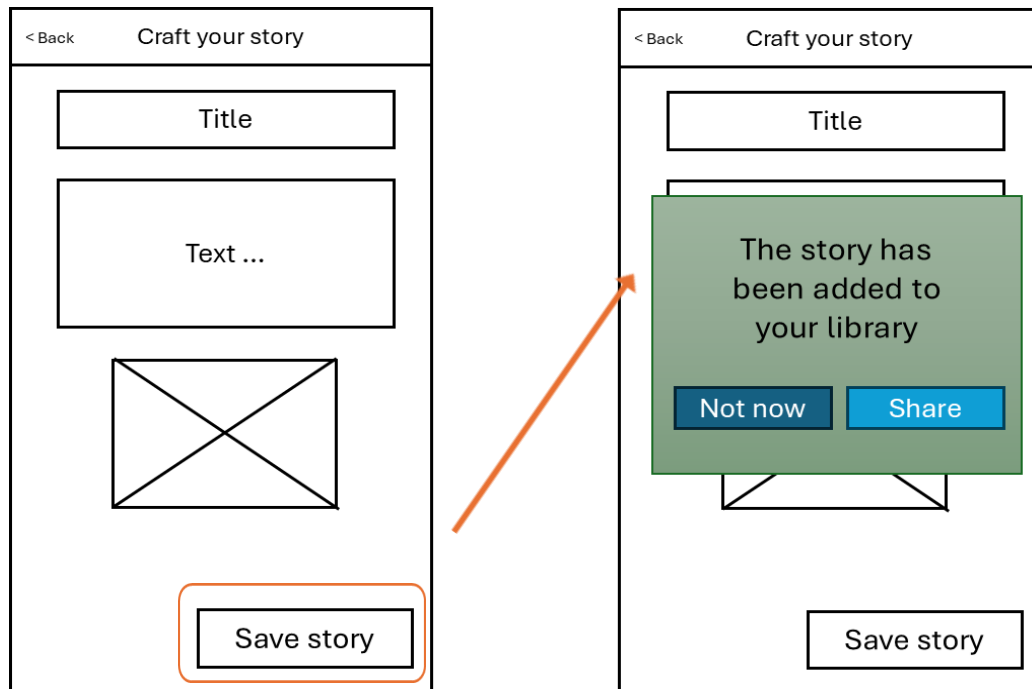 < Back
Craft your story
Title
Text ...
Save story
< Back
Craft your story
Title
The story has
been added to
your library
Not now
Share
Save story